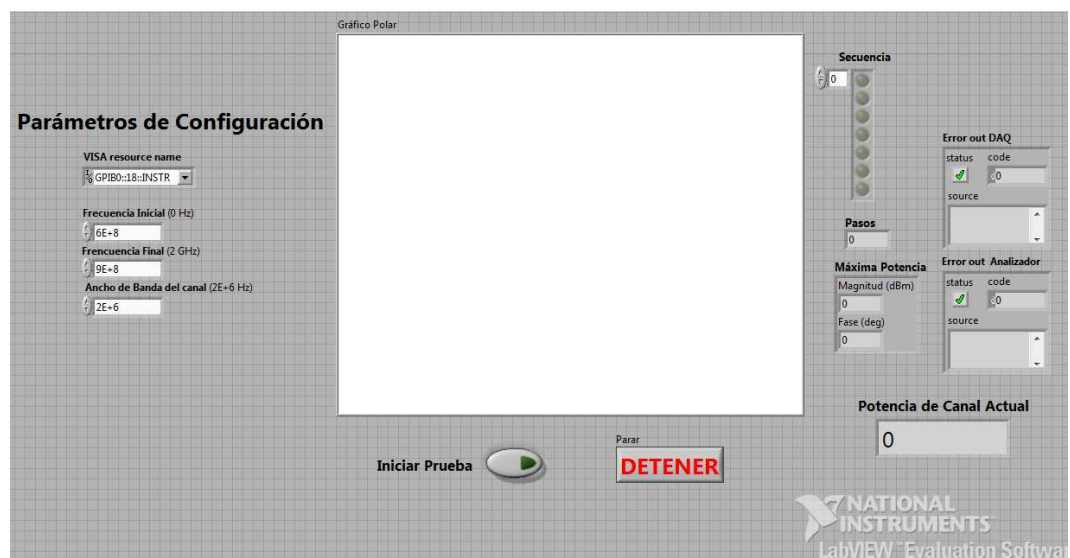 Gráfico Polar
Parámetros de Configuración
VISA resource name
GPIB0::18::INSTR
Frecuencia Inicial (0 Hz)
6E+8
Frencuencia Final (2 GHz)
9E+8
Ancho de Banda del canal (2E+6 Hz)
2E+6
Secuencia
0
Pasos
0
Máxima Potencia
Magnitud (dBm)
0
Fase (deg)
0
Error out DAQ
status code
0
source
Error out Analizador
status code
0
source
Potencia de Canal Actual
0
Iniciar Prueba
Parar
DETENER
NATIONAL
INSTRUMENTS
LabVIEW Evaluation Softwar